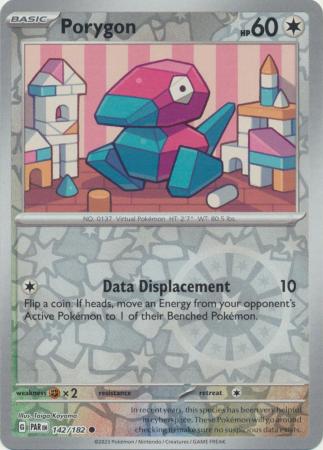 Porygon
HP 60
NO. 0137 Virtual Pokémon HT: 2'7" WT: 80.5 lbs.
Data Displacement 10
Flip a coin. If heads, move an Energy from your opponent's
Active Pokémon to 1 of their Benched Pokémon.
weakness ×2 resistance retreat
Illus. Taiga Kayama
G PAR EN 142/182
In recent years, this species has been very helpful
in cyberspace. These Pokémon will go around
checking to make sure no suspicious data exists.
©2023 Pokémon / Nintendo / Creatures / GAME FREAK